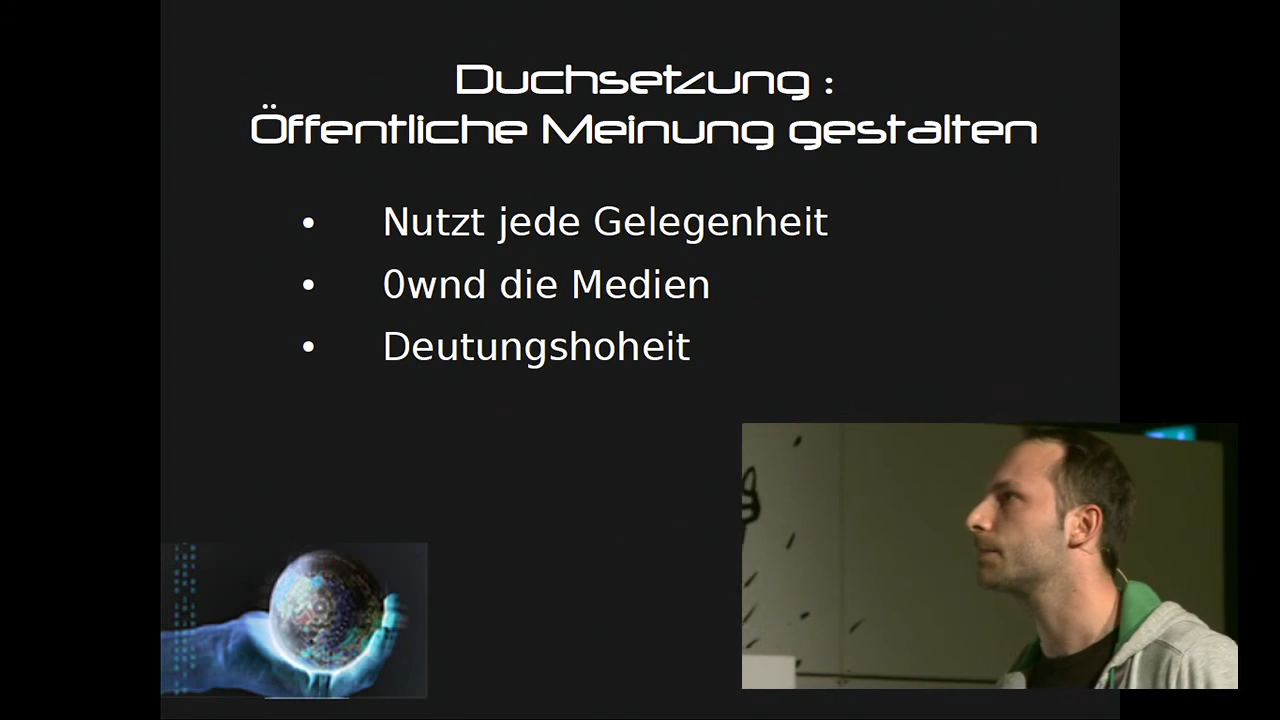 Duchsetzung :
Öffentliche Meinung gestalten
• Nutzt jede Gelegenheit
• 0wnd die Medien
• Deutungshoheit